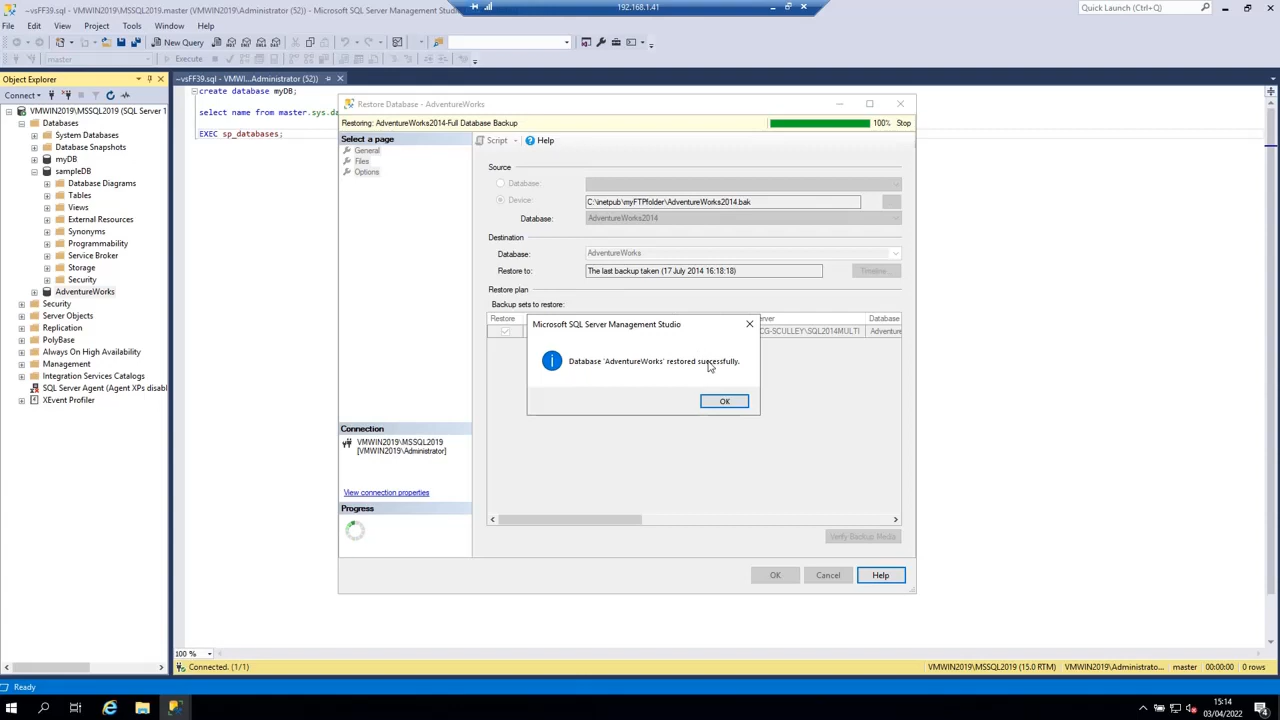 ~vsFF39.sql - VMWIN2019\MSSQL2019.master (VMWIN2019\Administrator (52))* - Microsoft SQL Server Management Stud
192.168.1.41
Quick Launch (Ctrl+Q)
File Edit View Project Tools Window Help
New Query
master
Execute
Object Explorer
~vsFF39.sql - VMWI...Administrator (52))*
Connect
VMWIN2019\MSSQL2019 (SQL Server 1
Databases
System Databases
Database Snapshots
myDB
sampleDB
Database Diagrams
Tables
Views
External Resources
Synonyms
Programmability
Service Broker
Storage
Security
AdventureWorks
Security
Server Objects
Replication
PolyBase
Always On High Availability
Management
Integration Services Catalogs
SQL Server Agent (Agent XPs disabl
XEvent Profiler
create database myDB;
select name from master.sys.d
EXEC sp_databases;
Restore Database - AdventureWorks
Restoring: AdventureWorks2014-Full Database Backup
100% Stop
Select a page
General
Files
Options
Script Help
Source
Database:
Device: C:\inetpub\myFTPfolder\AdventureWorks2014.bak
Database: AdventureWorks2014
Destination
Database: AdventureWorks
Restore to: The last backup taken (17 July 2014 16:18:18) Timeline...
Restore plan
Backup sets to restore:
Restore erver Database
CG-SCULLEY\SQL2014MULTI Adventure
Microsoft SQL Server Management Studio
Database 'AdventureWorks' restored successfully.
OK
Connection
VMWIN2019\MSSQL2019
[VMWIN2019\Administrator]
View connection properties
Progress
Verify Backup Media
OK Cancel Help
100 %
Connected. (1/1)
VMWIN2019\MSSQL2019 (15.0 RTM) VMWIN2019\Administrato... master 00:00:00 0 rows
Ready
15:14
03/04/2022
4